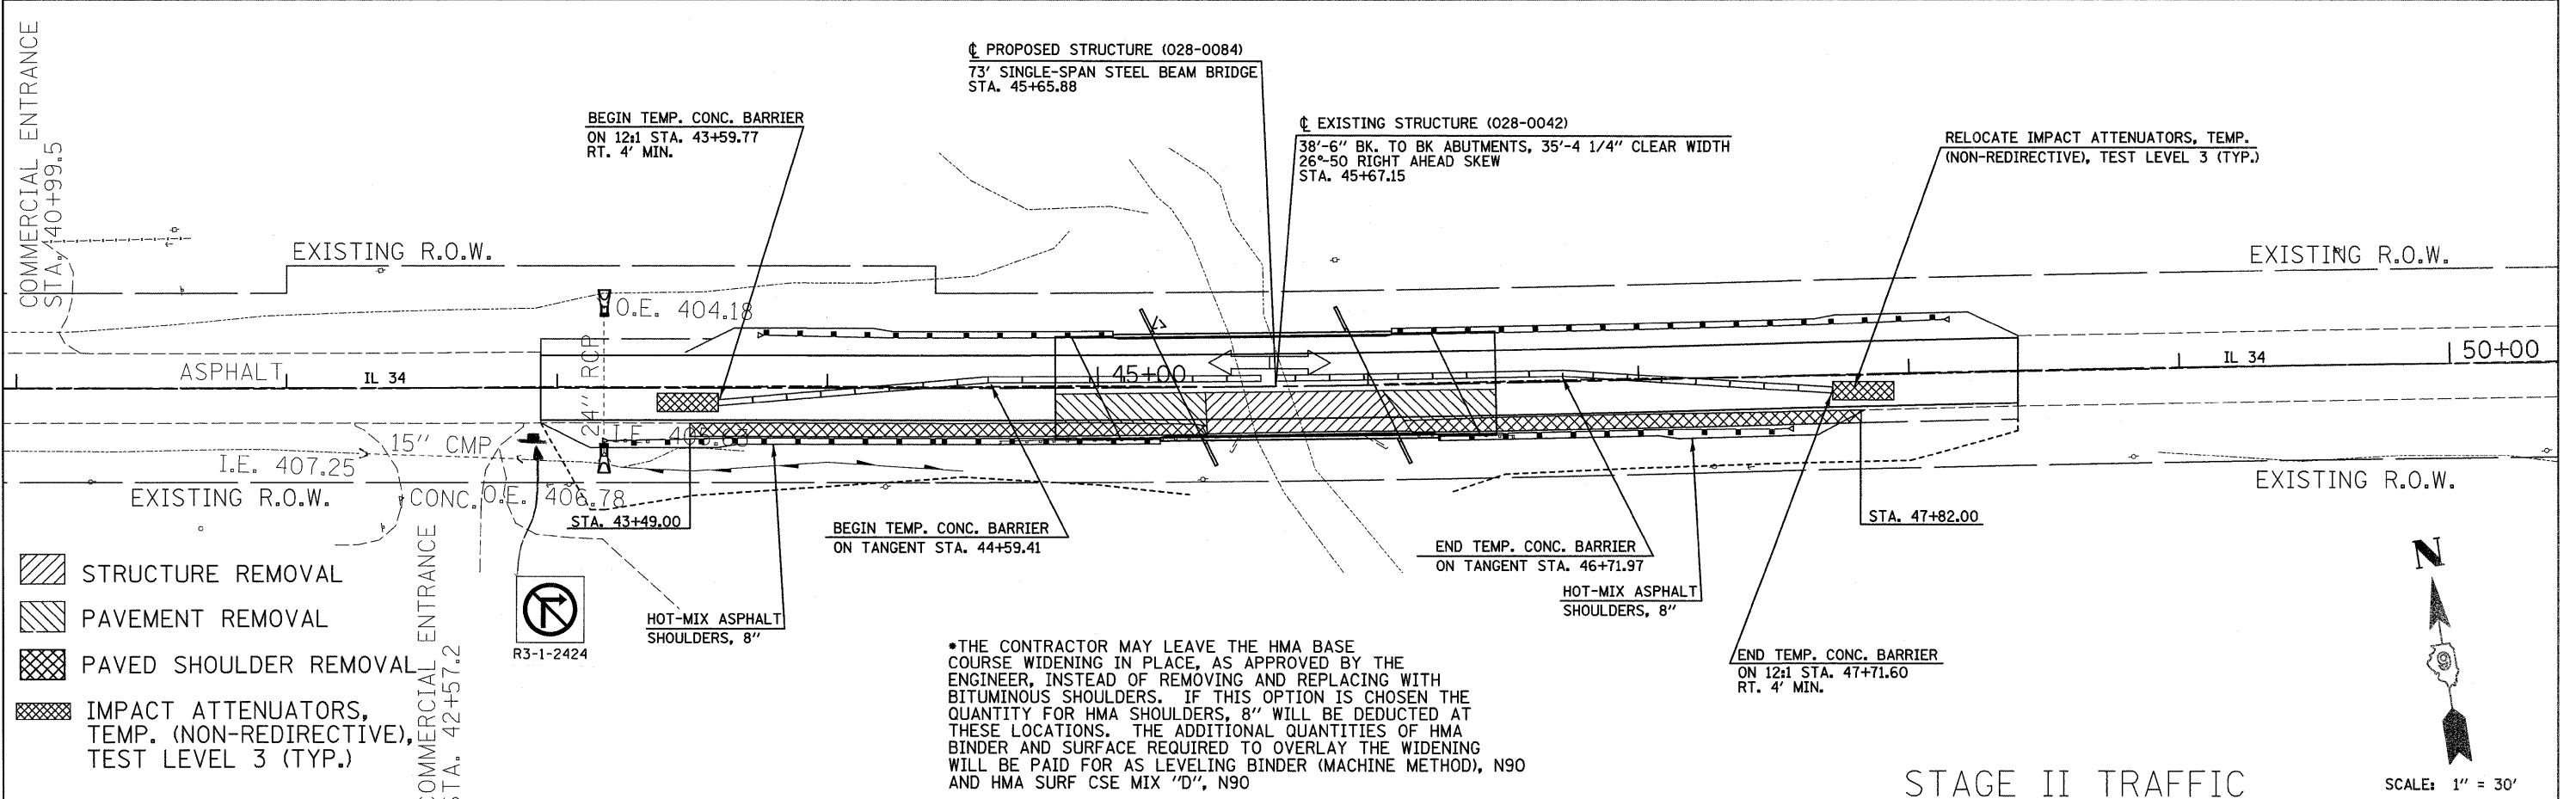 COMMERCIAL ENTRANCE
STA. 40+99.5
℄ PROPOSED STRUCTURE (028-0084)
73' SINGLE-SPAN STEEL BEAM BRIDGE
STA. 45+65.88
BEGIN TEMP. CONC. BARRIER
ON 12:1 STA. 43+59.77
RT. 4' MIN.
℄ EXISTING STRUCTURE (028-0042)
38'-6" BK. TO BK ABUTMENTS, 35'-4 1/4" CLEAR WIDTH
26°-50 RIGHT AHEAD SKEW
STA. 45+67.15
RELOCATE IMPACT ATTENUATORS, TEMP.
(NON-REDIRECTIVE), TEST LEVEL 3 (TYP.)
EXISTING R.O.W.
EXISTING R.O.W.
O.E. 404.18
24" RCP
ASPHALT
IL 34
45+00
IL 34
50+00
I.E.
15" CMP
I.E. 407.25
EXISTING R.O.W.
CONC.
O.E. 406.78
EXISTING R.O.W.
STA. 43+49.00
BEGIN TEMP. CONC. BARRIER
ON TANGENT STA. 44+59.41
END TEMP. CONC. BARRIER
ON TANGENT STA. 46+71.97
STA. 47+82.00
HOT-MIX ASPHALT
SHOULDERS, 8"
HOT-MIX ASPHALT
SHOULDERS, 8"
R3-1-2424
END TEMP. CONC. BARRIER
ON 12:1 STA. 47+71.60
RT. 4' MIN.
STRUCTURE REMOVAL
PAVEMENT REMOVAL
PAVED SHOULDER REMOVAL
IMPACT ATTENUATORS,
TEMP. (NON-REDIRECTIVE),
TEST LEVEL 3 (TYP.)
COMMERCIAL ENTRANCE
STA. 42+57.2
*THE CONTRACTOR MAY LEAVE THE HMA BASE
COURSE WIDENING IN PLACE, AS APPROVED BY THE
ENGINEER, INSTEAD OF REMOVING AND REPLACING WITH
BITUMINOUS SHOULDERS. IF THIS OPTION IS CHOSEN THE
QUANTITY FOR HMA SHOULDERS, 8" WILL BE DEDUCTED AT
THESE LOCATIONS. THE ADDITIONAL QUANTITIES OF HMA
BINDER AND SURFACE REQUIRED TO OVERLAY THE WIDENING
WILL BE PAID FOR AS LEVELING BINDER (MACHINE METHOD), N90
AND HMA SURF CSE MIX "D", N90
N
9
STAGE II TRAFFIC
SCALE: 1" = 30'